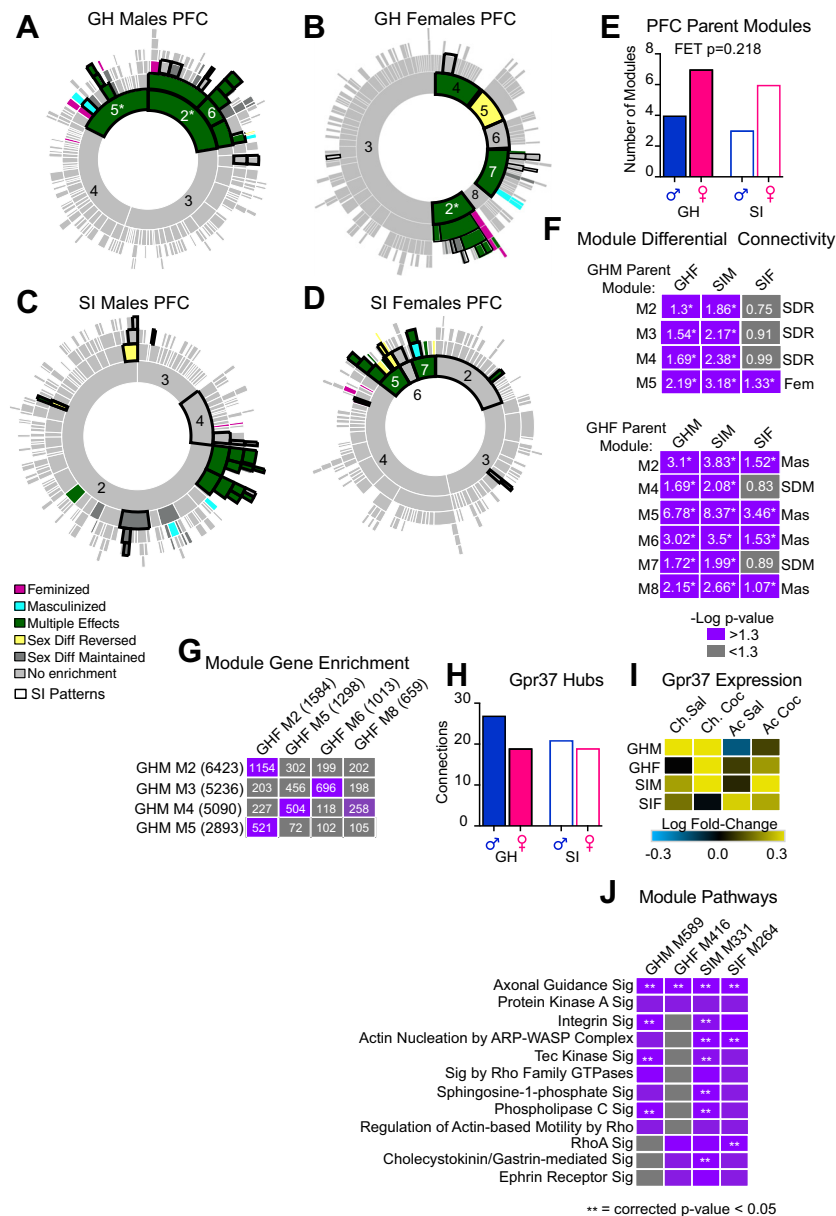 A GH Males PFC
5* 2* 6 4 3
B GH Females PFC
4 5 6 7 8 2* 3
C SI Males PFC
3 4 2
D SI Females PFC
5 6 7 2 3 4
E PFC Parent Modules
FET p=0.218
Number of Modules
8
6
4
2
0
♂ ♀ ♂ ♀
GH SI
F Module Differential Connectivity
GHM Parent Module: GHF SIM SIF
M2 1.3* 1.86* 0.75 SDR
M3 1.54* 2.17* 0.91 SDR
M4 1.69* 2.38* 0.99 SDR
M5 2.19* 3.18* 1.33* Fem
GHF Parent Module: GHM SIM SIF
M2 3.1* 3.83* 1.52* Mas
M4 1.69* 2.08* 0.83 SDM
M5 6.78* 8.37* 3.46* Mas
M6 3.02* 3.5* 1.53* Mas
M7 1.72* 1.99* 0.89 SDM
M8 2.15* 2.66* 1.07* Mas
-Log p-value
>1.3
<1.3
Feminized
Masculinized
Multiple Effects
Sex Diff Reversed
Sex Diff Maintained
No enrichment
SI Patterns
G Module Gene Enrichment
GHF M2 (1584) GHF M5 (1298) GHF M6 (1013) GHF M8 (659)
GHM M2 (6423) 1154 302 199 202
GHM M3 (5236) 203 456 696 198
GHM M4 (5090) 227 504 118 258
GHM M5 (2893) 521 72 102 105
H Gpr37 Hubs
Connections
30
20
10
0
♂ ♀ ♂ ♀
GH SI
I Gpr37 Expression
Ch.Sal Ch. Coc Ac Sal Ac Coc
GHM
GHF
SIM
SIF
Log Fold-Change
-0.3 0.0 0.3
J Module Pathways
GHM M589 GHF M416 SIM M331 SIF M264
Axonal Guidance Sig ** ** ** **
Protein Kinase A Sig
Integrin Sig ** **
Actin Nucleation by ARP-WASP Complex ** **
Tec Kinase Sig ** **
Sig by Rho Family GTPases
Sphingosine-1-phosphate Sig **
Phospholipase C Sig ** **
Regulation of Actin-based Motility by Rho
RhoA Sig **
Cholecystokinin/Gastrin-mediated Sig **
Ephrin Receptor Sig
** = corrected p-value < 0.05